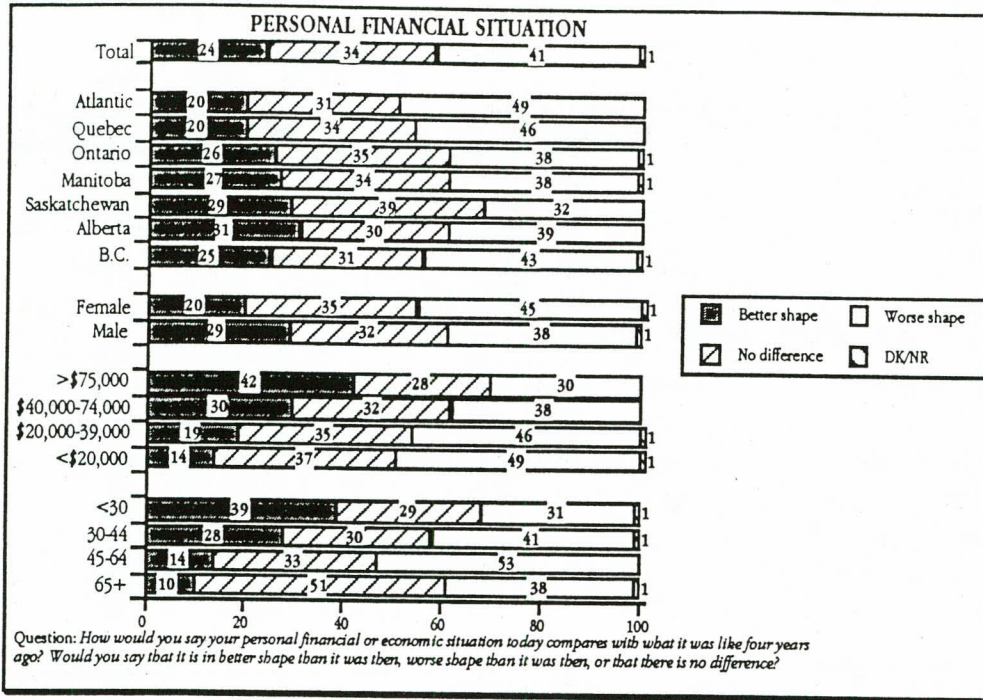 PERSONAL FINANCIAL SITUATION
Total 24 34 41 1
Atlantic 20 31 49
Quebec 20 34 46
Ontario 26 35 38 1
Manitoba 27 34 38 1
Saskatchewan 29 39 32
Alberta 31 30 39
B.C. 25 31 43 1
Female 20 35 45 1
Male 29 32 38 1
>$75,000 42 28 30
$40,000-74,000 30 32 38
$20,000-39,000 19 35 46 1
<$20,000 14 37 49 1
<30 39 29 31 1
30-44 28 30 41 1
45-64 14 33 53
65+ 10 51 38 1
0 20 40 60 80 100
Better shape Worse shape
No difference DK/NR
Question: How would you say your personal financial or economic situation today compares with what it was like four years
ago? Would you say that it is in better shape than it was then, worse shape than it was then, or that there is no difference?